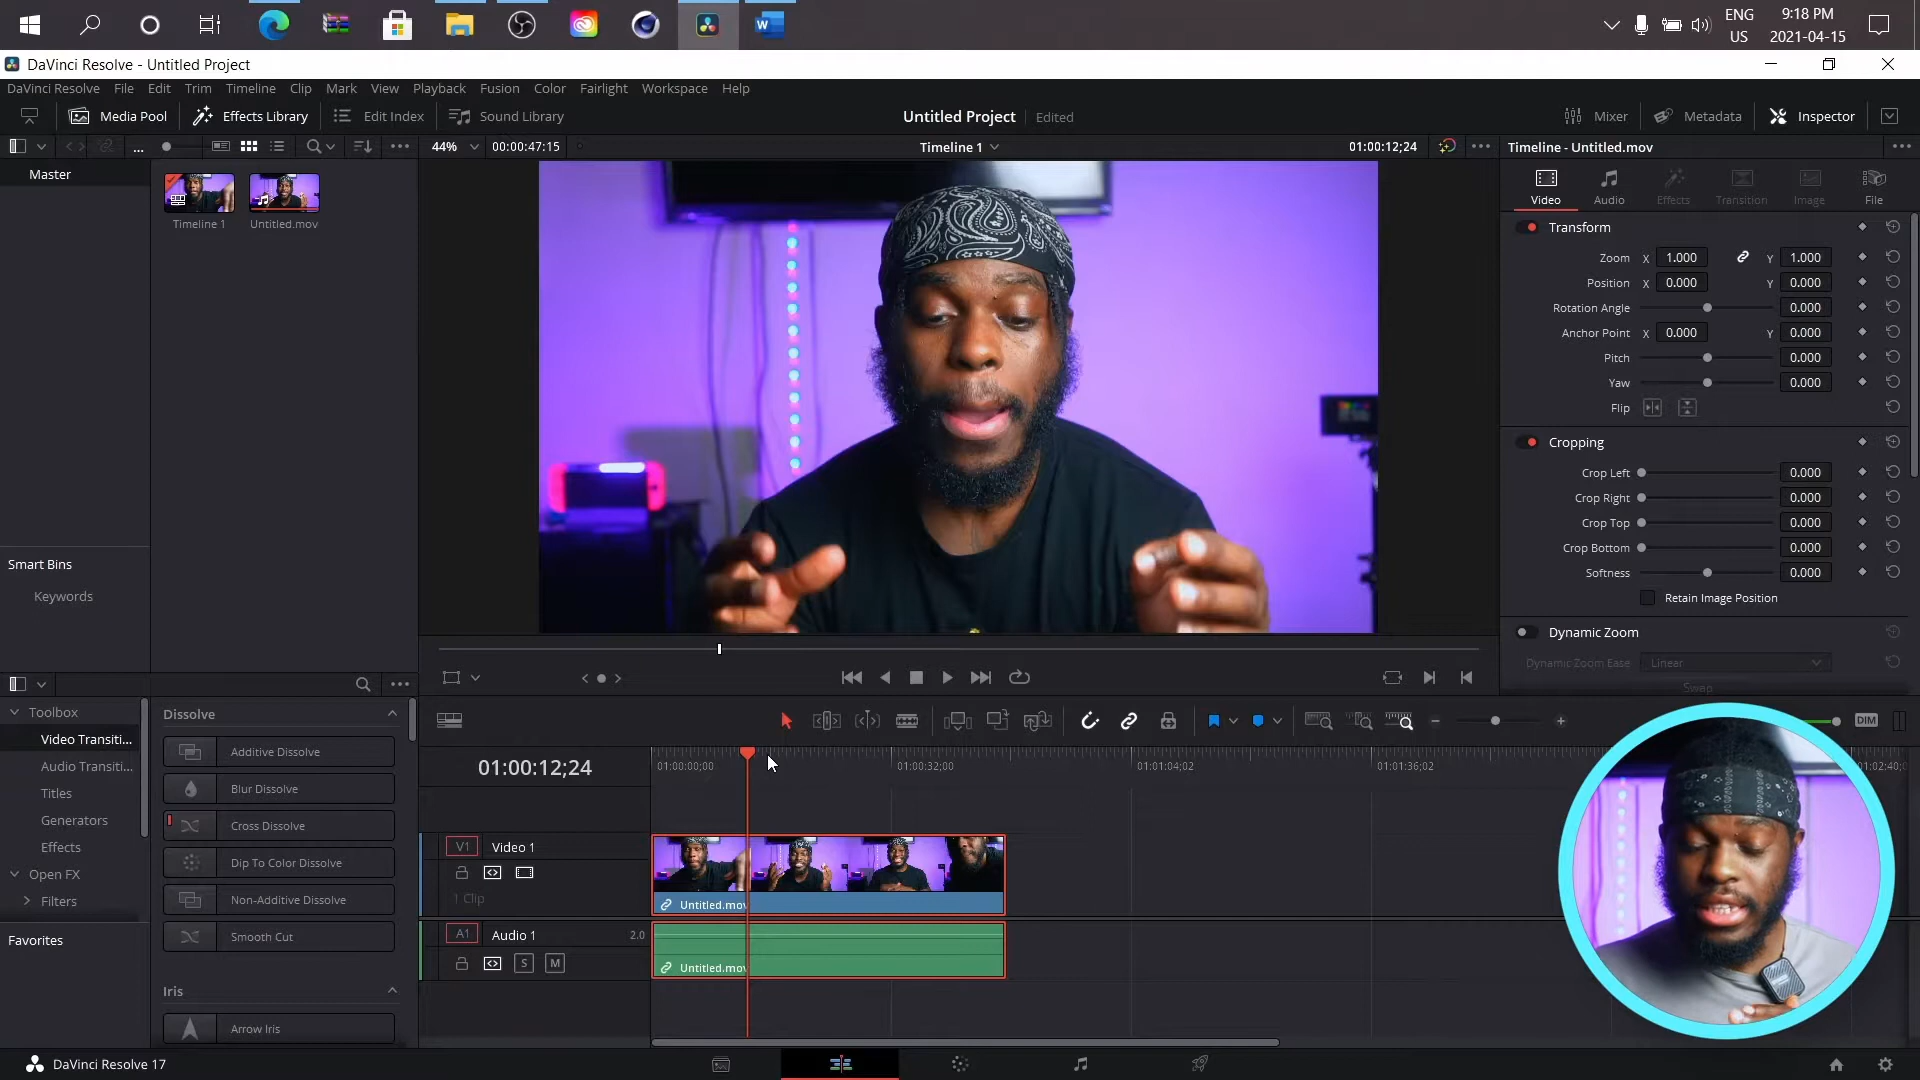 ENG
US
9:18 PM
2021-04-15
DaVinci Resolve - Untitled Project
DaVinci Resolve File Edit Trim Timeline Clip Mark View Playback Fusion Color Fairlight Workspace Help
Media Pool Effects Library Edit Index Sound Library Untitled Project Edited Mixer Metadata Inspector
44% 00:00:47:15 Timeline 1 01:00:12;24 Timeline - Untitled.mov
Master
Timeline 1 Untitled.mov
Smart Bins
Keywords
Video Audio Effects Transition Image File
Transform
Zoom X 1.000 Y 1.000
Position X 0.000 Y 0.000
Rotation Angle 0.000
Anchor Point X 0.000 Y 0.000
Pitch 0.000
Yaw 0.000
Flip
Cropping
Crop Left 0.000
Crop Right 0.000
Crop Top 0.000
Crop Bottom 0.000
Softness 0.000
Retain Image Position
Dynamic Zoom
Dynamic Zoom Ease Linear
Swap
Toolbox
Video Transiti...
Audio Transiti...
Titles
Generators
Effects
Open FX
Filters
Favorites
Dissolve
Additive Dissolve
Blur Dissolve
Cross Dissolve
Dip To Color Dissolve
Non-Additive Dissolve
Smooth Cut
Iris
Arrow Iris
DIM
01:00:12;24
01:00:00;00 01:00:32;00 01:01:04;02 01:01:36;02 01:02:40;
V1 Video 1
1 Clip
Untitled.mov
A1 Audio 1 2.0
S M
Untitled.mov
DaVinci Resolve 17